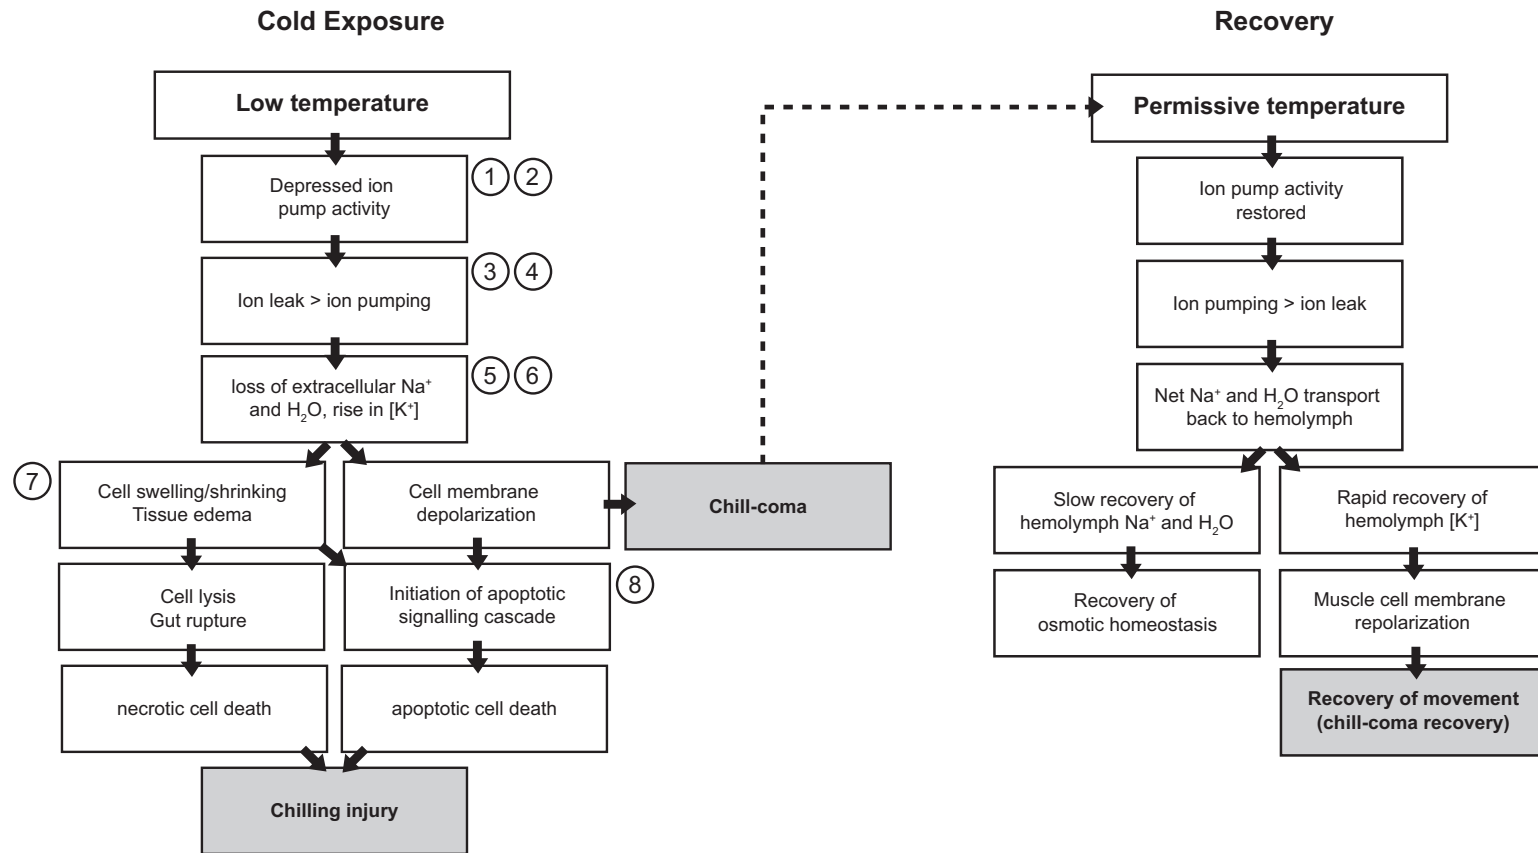 Cold Exposure
Low temperature
Depressed ion
pump activity
1 2
Ion leak > ion pumping
3 4
loss of extracellular Na⁺
and H₂O, rise in [K⁺]
5 6
7
Cell swelling/shrinking
Tissue edema
Cell membrane
depolarization
Chill-coma
Cell lysis
Gut rupture
Initiation of apoptotic
signalling cascade
8
necrotic cell death
apoptotic cell death
Chilling injury
Recovery
Permissive temperature
Ion pump activity
restored
Ion pumping > ion leak
Net Na⁺ and H₂O transport
back to hemolymph
Slow recovery of
hemolymph Na⁺ and H₂O
Rapid recovery of
hemolymph [K⁺]
Recovery of
osmotic homeostasis
Muscle cell membrane
repolarization
Recovery of movement
(chill-coma recovery)